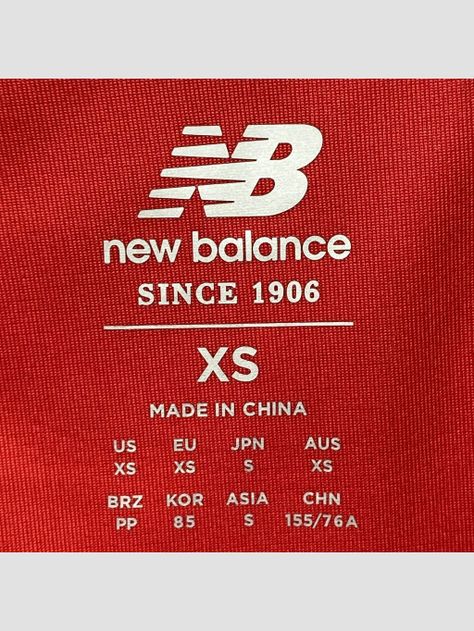 NB
new balance
SINCE 1906
XS
MADE IN CHINA
US EU JPN AUS
XS XS S XS
BRZ KOR ASIA CHN
PP 85 S 155/76A